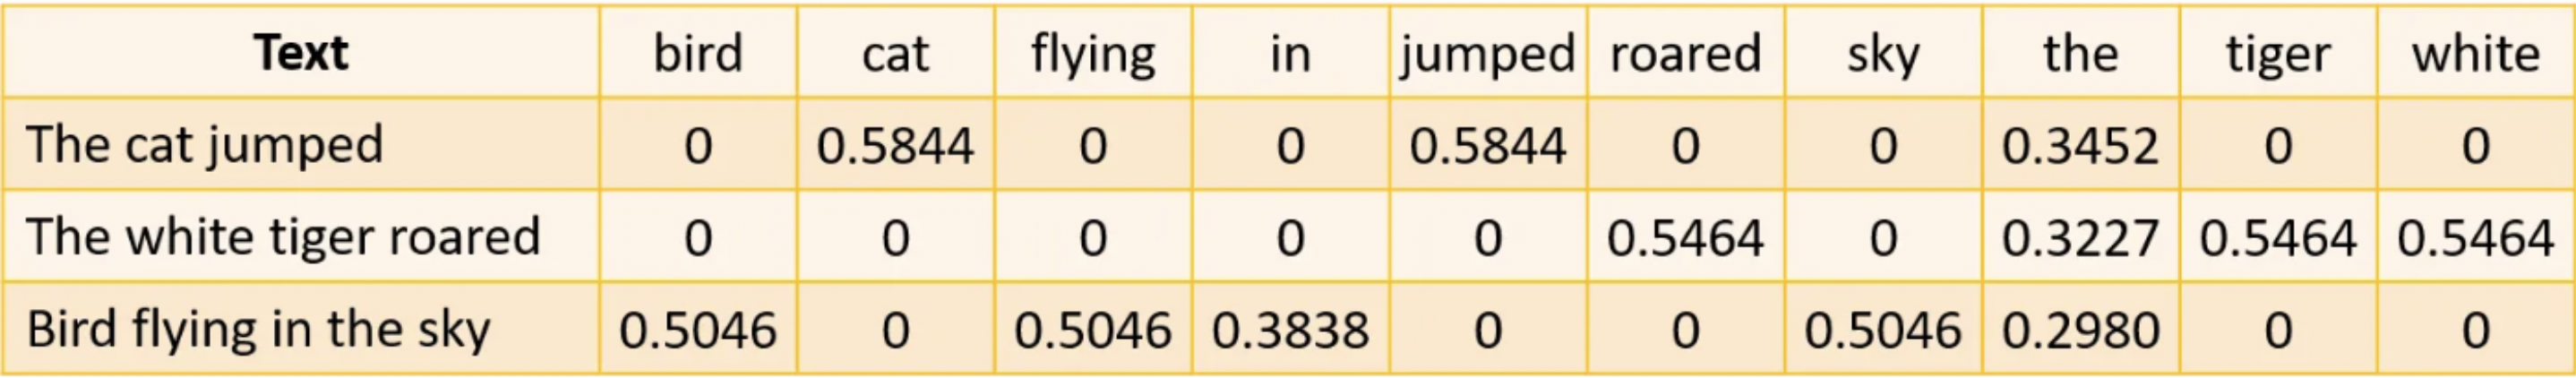 Text bird cat flying in jumped roared sky the tiger white
The cat jumped 0 0.5844 0 0 0.5844 0 0 0.3452 0 0
The white tiger roared 0 0 0 0 0 0.5464 0 0.3227 0.5464 0.5464
Bird flying in the sky 0.5046 0 0.5046 0.3838 0 0 0.5046 0.2980 0 0